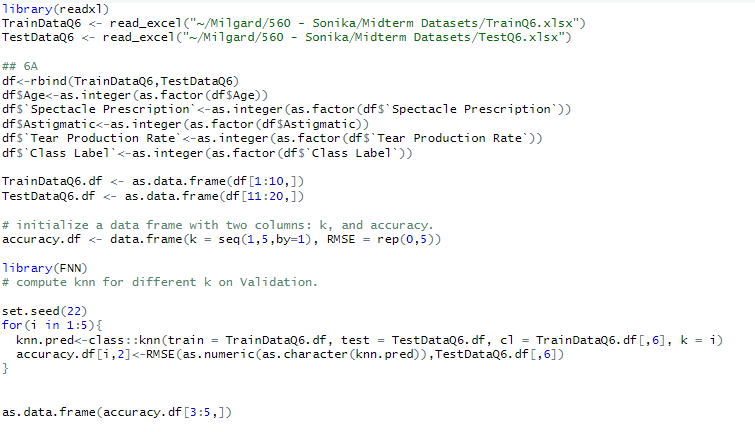 library(readxl)
TrainDataQ6 <- read_excel("~/Milgard/560 - Sonika/Midterm Datasets/TrainQ6.xlsx")
TestDataQ6 <- read_excel("~/Milgard/560 - Sonika/Midterm Datasets/TestQ6.xlsx")

## 6A
df<-rbind(TrainDataQ6,TestDataQ6)
df$Age<-as.integer(as.factor(df$Age))
df$`Spectacle Prescription`<-as.integer(as.factor(df$`Spectacle Prescription`))
df$Astigmatic<-as.integer(as.factor(df$Astigmatic))
df$`Tear Production Rate`<-as.integer(as.factor(df$`Tear Production Rate`))
df$`Class Label`<-as.integer(as.factor(df$`Class Label`))

TrainDataQ6.df <- as.data.frame(df[1:10,])
TestDataQ6.df <- as.data.frame(df[11:20,])

# initialize a data frame with two columns: k, and accuracy.
accuracy.df <- data.frame(k = seq(1,5,by=1), RMSE = rep(0,5))

library(FNN)
# compute knn for different k on Validation.

set.seed(22)
for(i in 1:5){
  knn.pred<-class::knn(train = TrainDataQ6.df, test = TestDataQ6.df, cl = TrainDataQ6.df[,6], k = i)
  accuracy.df[i,2]<-RMSE(as.numeric(as.character(knn.pred)),TestDataQ6.df[,6])
}

as.data.frame(accuracy.df[3:5,])